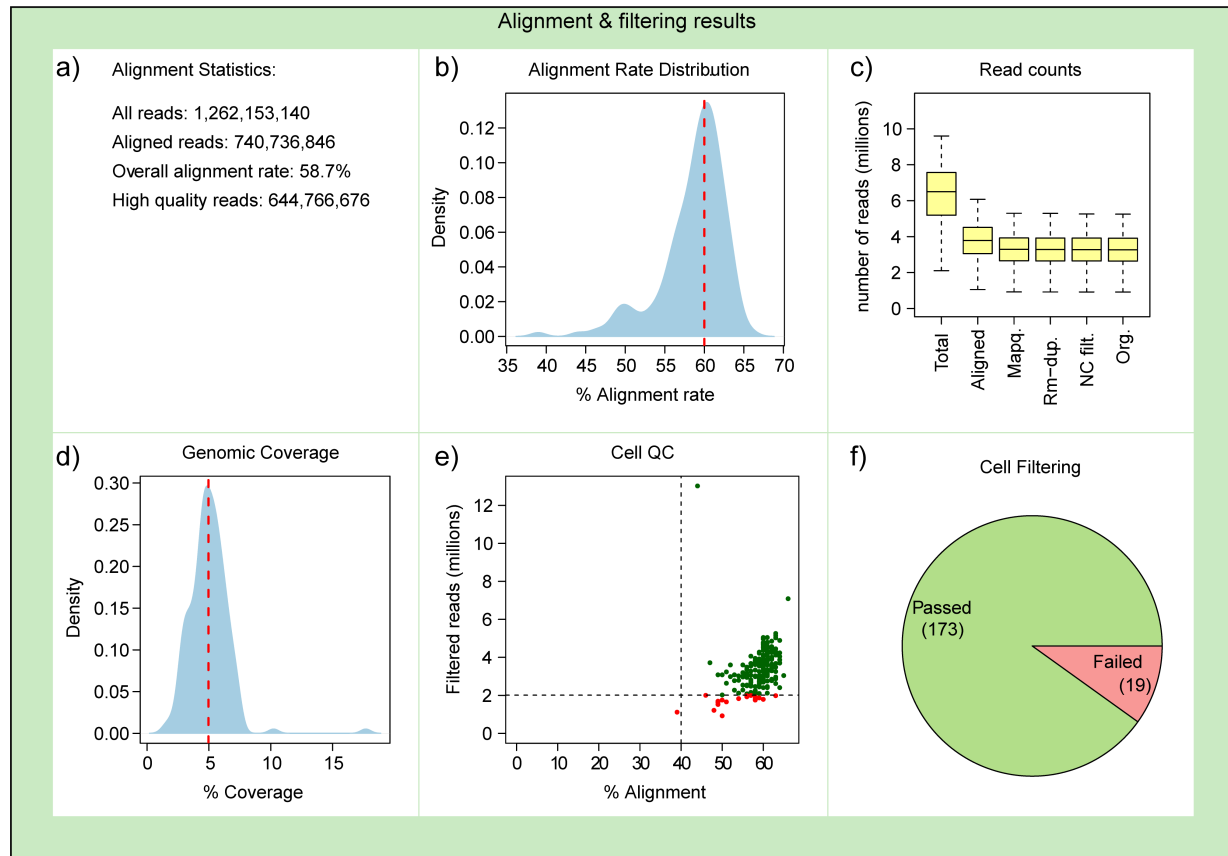 Alignment & filtering results
a)
Alignment Statistics:
All reads: 1,262,153,140
Aligned reads: 740,736,846
Overall alignment rate: 58.7%
High quality reads: 644,766,676
b)
Alignment Rate Distribution
Density
0.12
0.10
0.08
0.06
0.04
0.02
0.00
35 40 45 50 55 60 65 70
% Alignment rate
c)
Read counts
number of reads (millions)
10
8
6
4
2
0
Total
Aligned
Mapq.
Rm−dup.
NC filt.
Org.
d)
Genomic Coverage
Density
0.30
0.25
0.20
0.15
0.10
0.05
0.00
0 5 10 15
% Coverage
e)
Cell QC
Filtered reads (millions)
12
10
8
6
4
2
0
0 10 20 30 40 50 60
% Alignment
f)
Cell Filtering
Passed
(173)
Failed
(19)